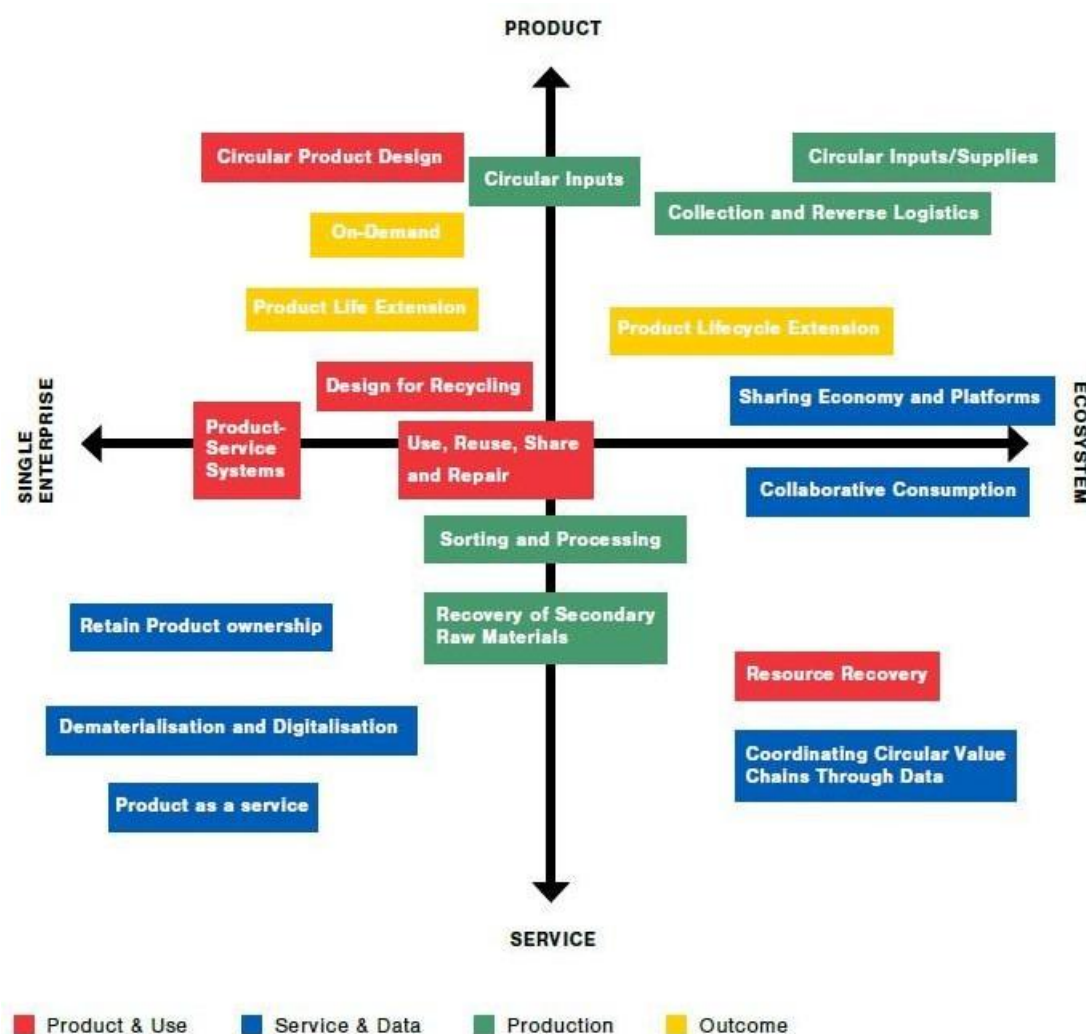 PRODUCT
Circular Product Design
Circular Inputs
Circular Inputs/Supplies
Collection and Reverse Logistics
On-Demand
Product Life Extension
Product Lifecycle Extension
Design for Recycling
Sharing Economy and Platforms
SINGLE
ENTERPRISE
Product-
Service
Systems
Use, Reuse, Share
and Repair
ECOSYSTEM
Collaborative Consumption
Sorting and Processing
Retain Product ownership
Recovery of Secondary
Raw Materials
Resource Recovery
Dematerialisation and Digitalisation
Coordinating Circular Value
Chains Through Data
Product as a service
SERVICE
Product & Use
Service & Data
Production
Outcome